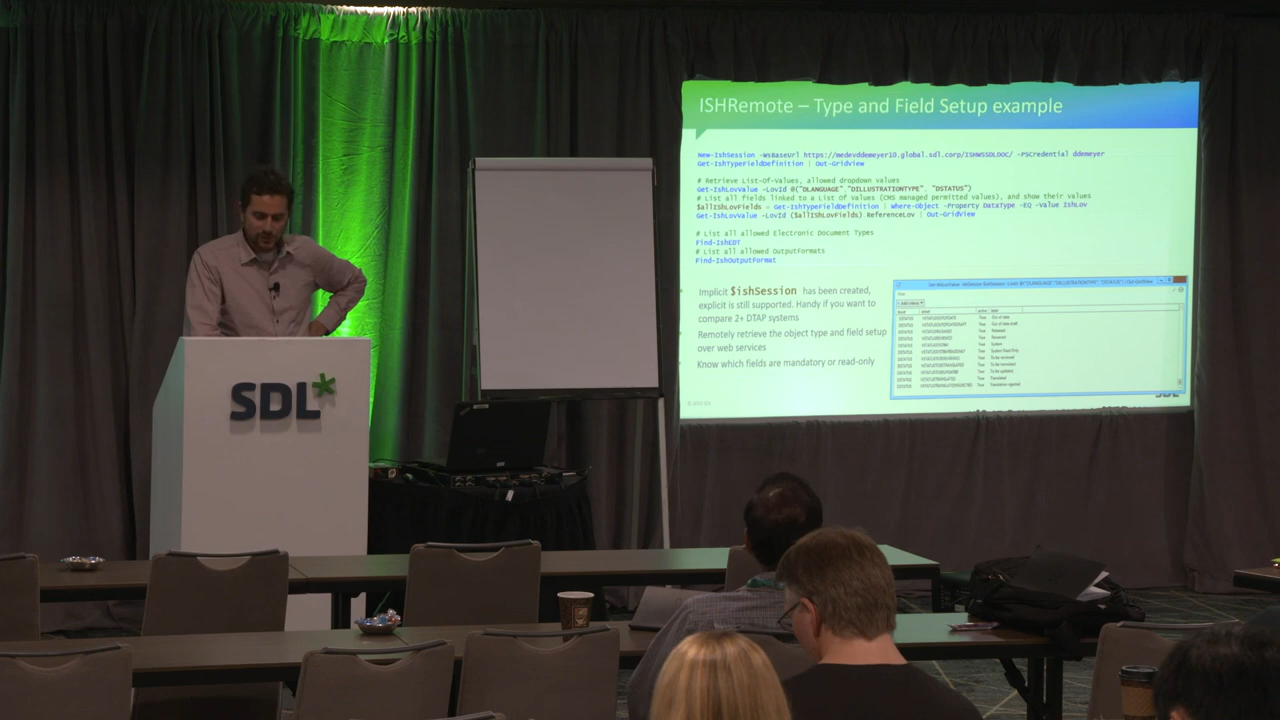 ISHRemote – Type and Field Setup example
New-IshSession -WsBaseUrl https://medevddemeyer10.global.sdl.corp/ISHWSSDLDOC/ -PSCredential ddemeyer
Get-IshTypeFieldDefinition | Out-GridView
# Retrieve List-Of-Values, allowed dropdown values
Get-IshLovValue -LovId @("DLANGUAGE","DILLUSTRATIONTYPE", "DSTATUS")
# List all fields linked to a List Of Values (CMS managed permitted values), and show their values
$allIshLovFields = Get-IshTypeFieldDefinition | Where-Object -Property DataType -EQ -Value IshLov
Get-IshLovValue -LovId ($allIshLovFields) ReferenceLov | Out-GridView
# List all allowed Electronic Document Types
Find-IshEDT
# List all allowed OutputFormats
Find-IshOutputFormat
Implicit $ishSession has been created,
explicit is still supported. Handy if you want to
compare 2+ DTAP systems
Remotely retrieve the object type and field setup
over web services
Know which fields are mandatory or read-only
SDL*